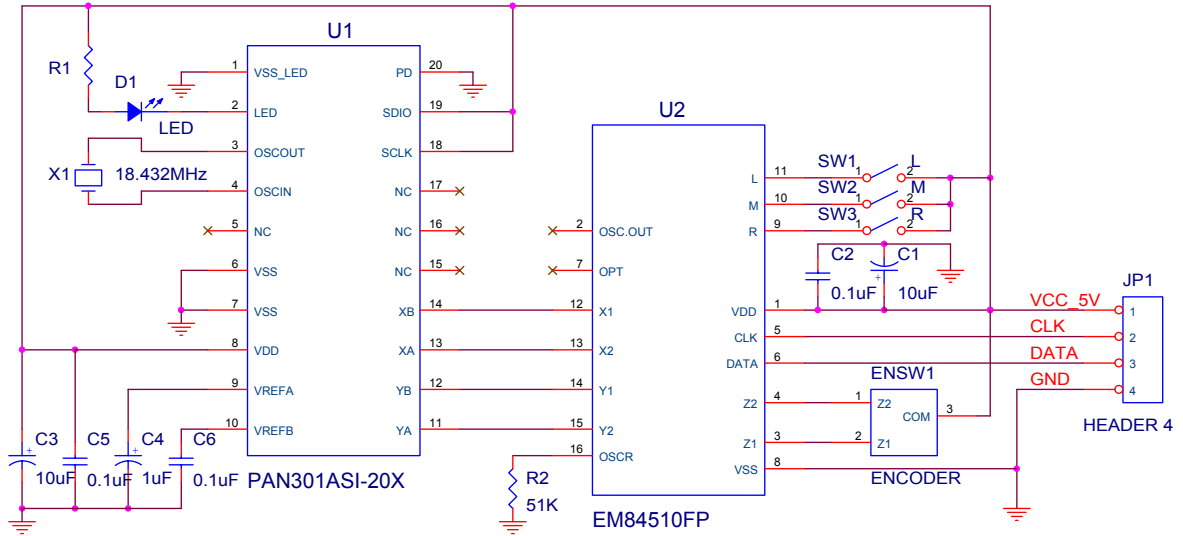 U1
R1
D1
LED
X1
18.432MHz
1
VSS_LED
2
LED
3
OSCOUT
4
OSCIN
5
NC
6
VSS
7
VSS
8
VDD
9
VREFA
10
VREFB
PD
20
SDIO
19
SCLK
18
NC
17
NC
16
NC
15
XB
14
XA
13
YB
12
YA
11
PAN301ASI-20X
C3
+
10uF
C5
0.1uF
C4
+
1uF
C6
0.1uF
U2
2
OSC.OUT
7
OPT
12
X1
13
X2
14
Y1
15
Y2
16
OSCR
R2
51K
L
11
M
10
R
9
VDD
1
CLK
5
DATA
6
Z2
4
Z1
3
VSS
8
EM84510FP
SW1
1
2
L
SW2
1
2
M
SW3
1
2
R
C2
0.1uF
C1
+
10uF
ENSW1
1
Z2
2
Z1
COM
3
ENCODER
JP1
VCC_5V
1
CLK
2
DATA
3
GND
4
HEADER 4